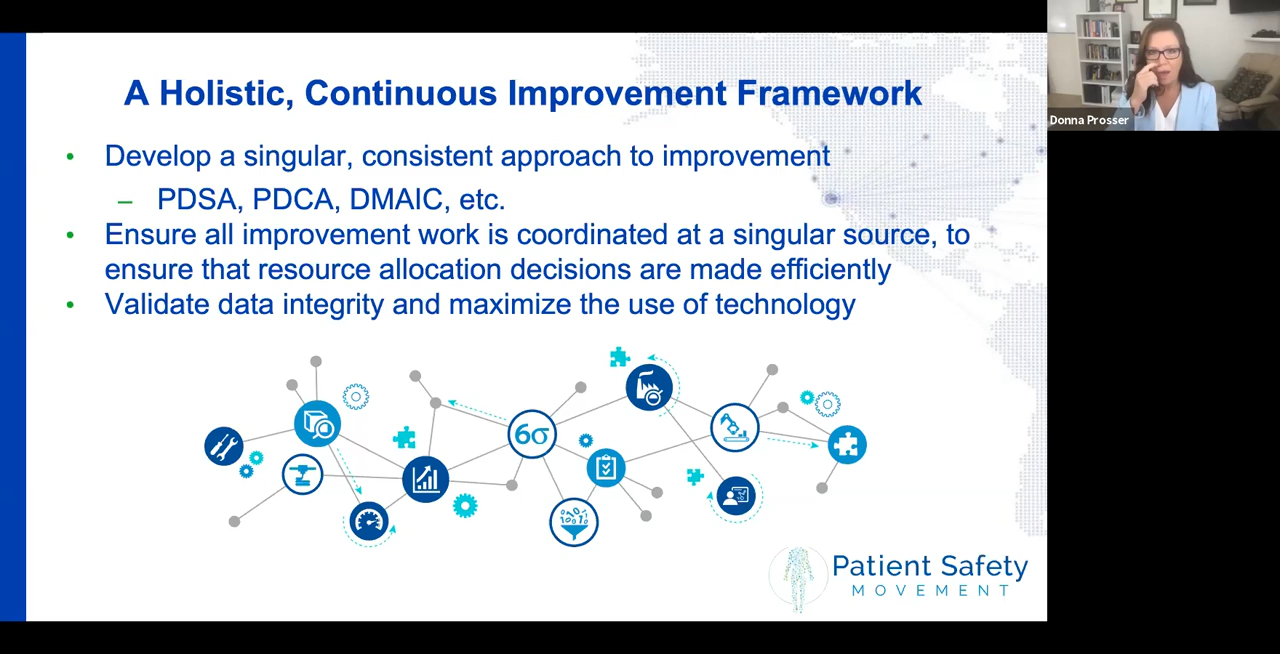 A Holistic, Continuous Improvement Framework
• Develop a singular, consistent approach to improvement
– PDSA, PDCA, DMAIC, etc.
• Ensure all improvement work is coordinated at a singular source, to
ensure that resource allocation decisions are made efficiently
• Validate data integrity and maximize the use of technology
6σ
Patient Safety
MOVEMENT
Donna Prosser